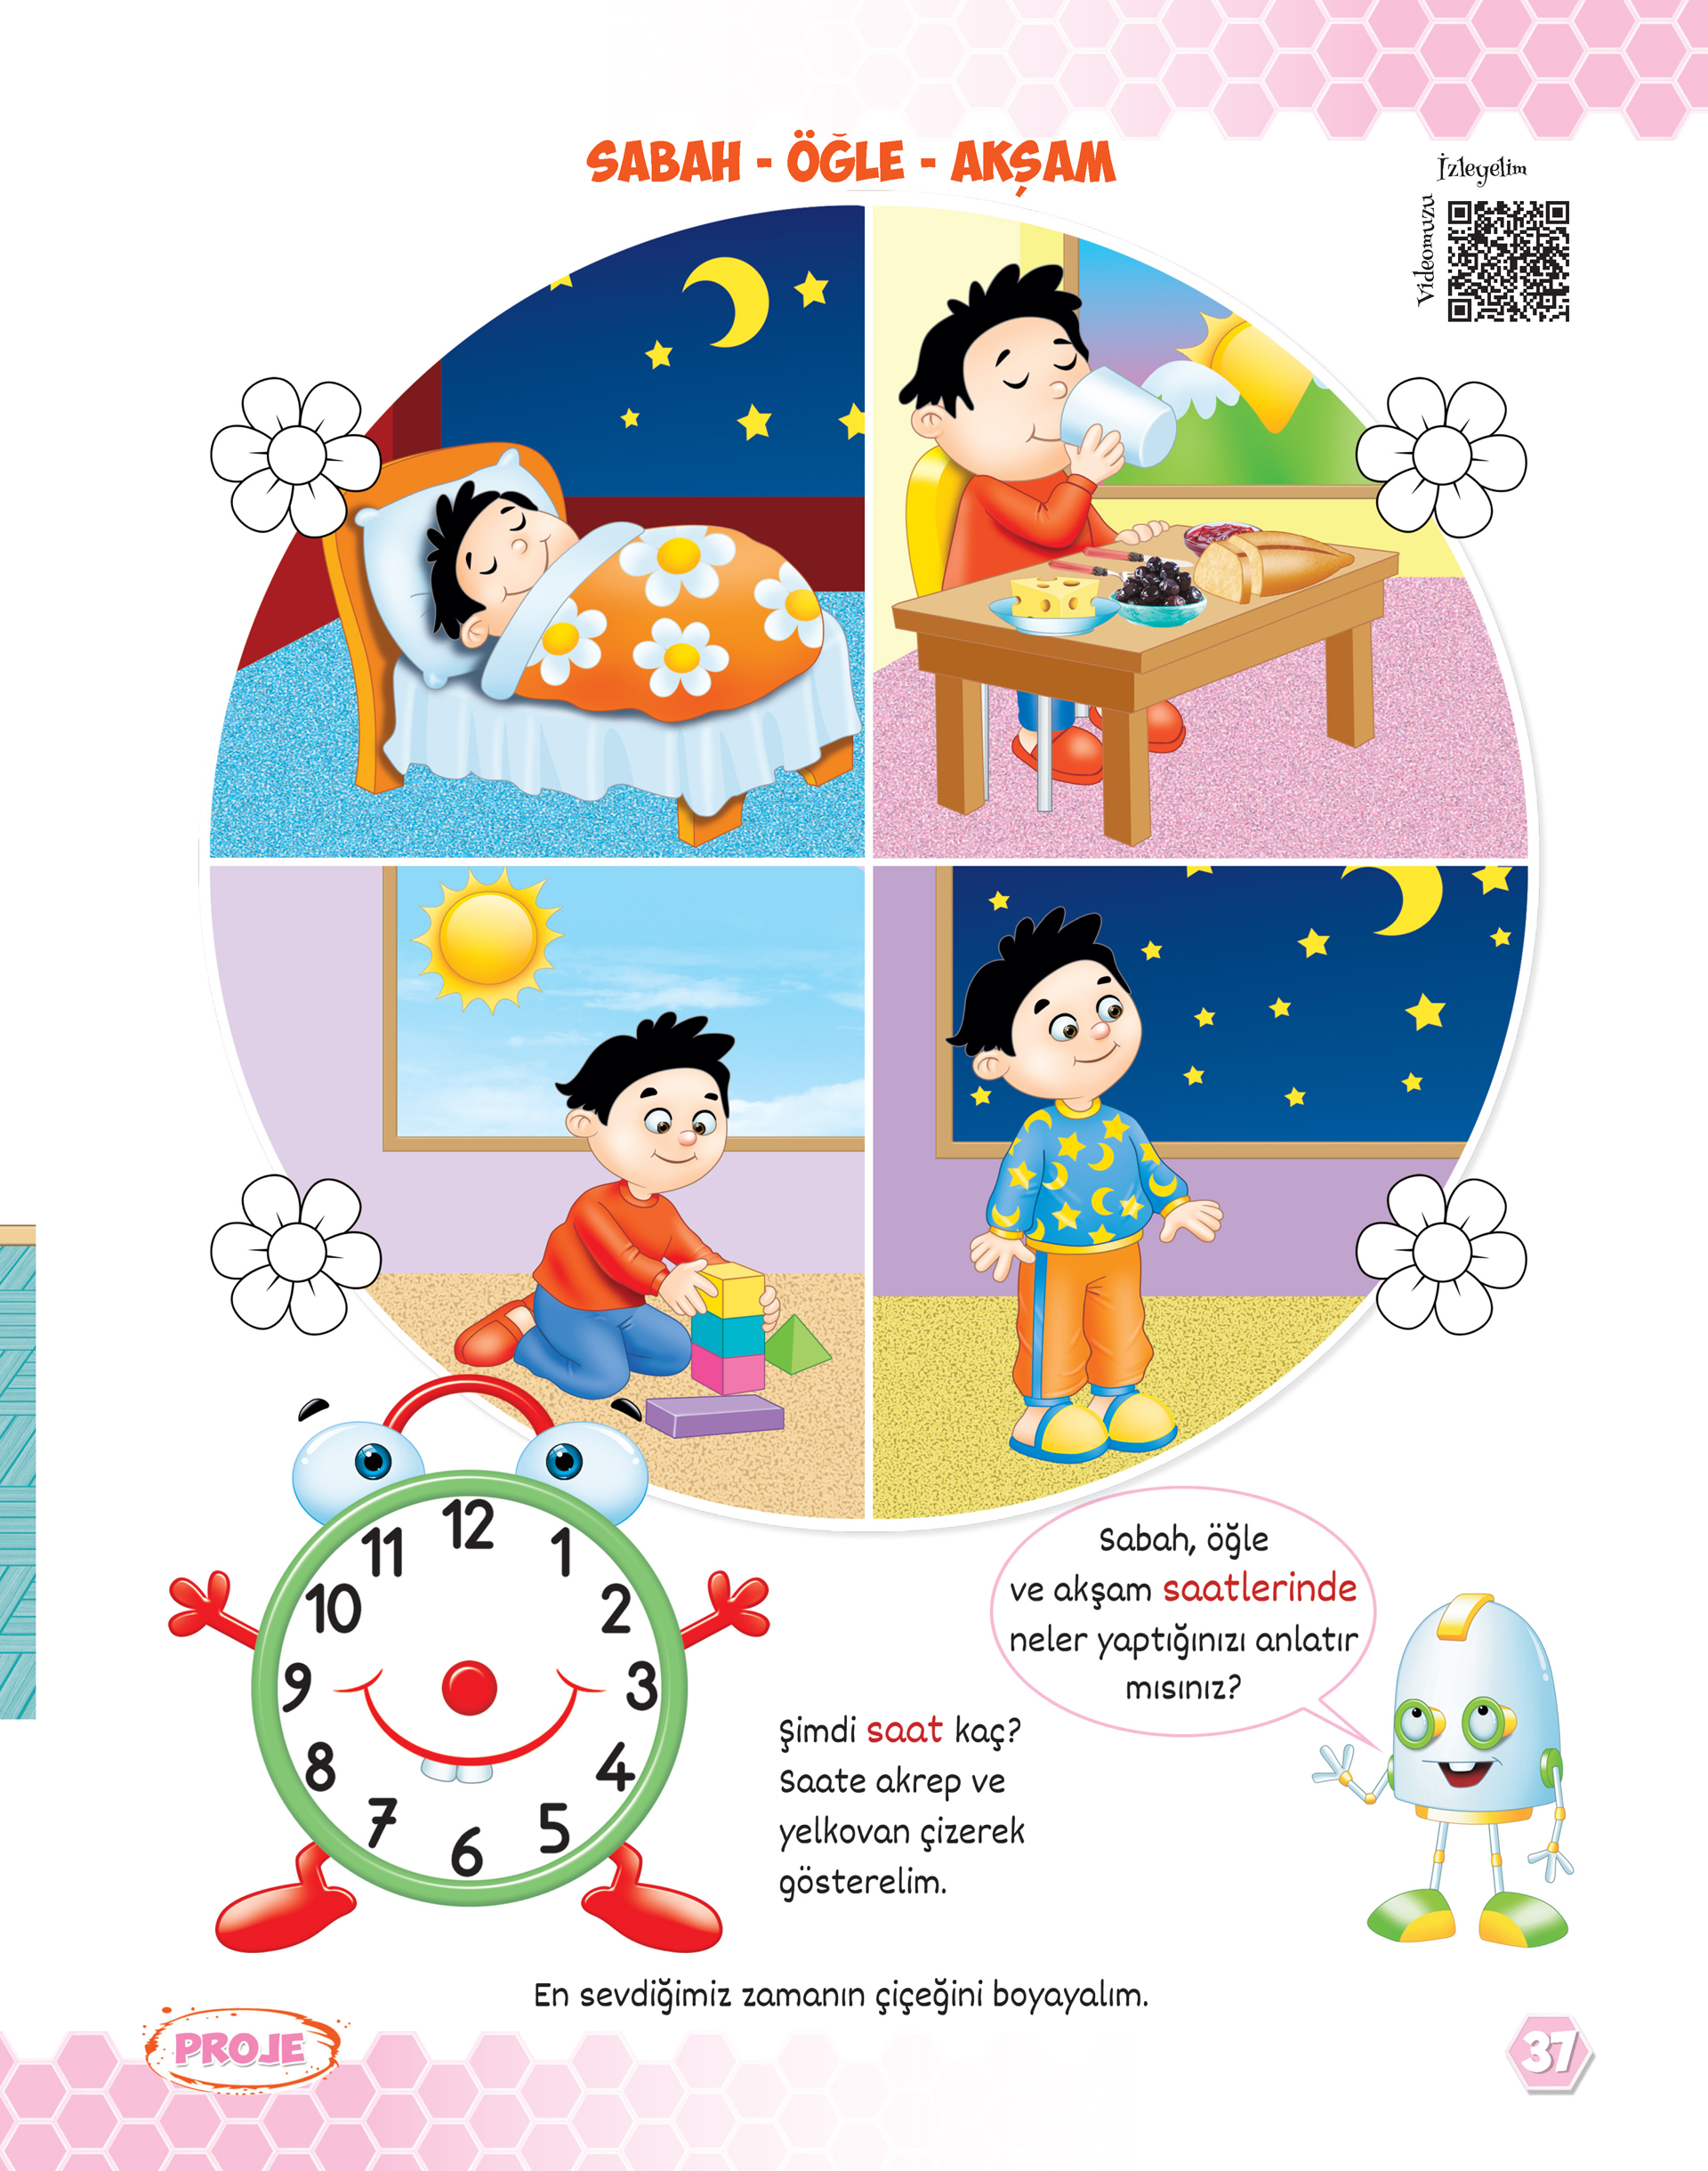 SABAH - ÖĞLE - AKŞAM
İzleyelim
Videomuzu
12
11
1
10
2
9
3
8
4
7
5
6
Sabah, öğle
ve akşam saatlerinde
neler yaptığınızı anlatır
mısınız?
Şimdi saat kaç?
Saate akrep ve
yelkovan çizerek
gösterelim.
En sevdiğimiz zamanın çiçeğini boyayalım.
PROJE
37